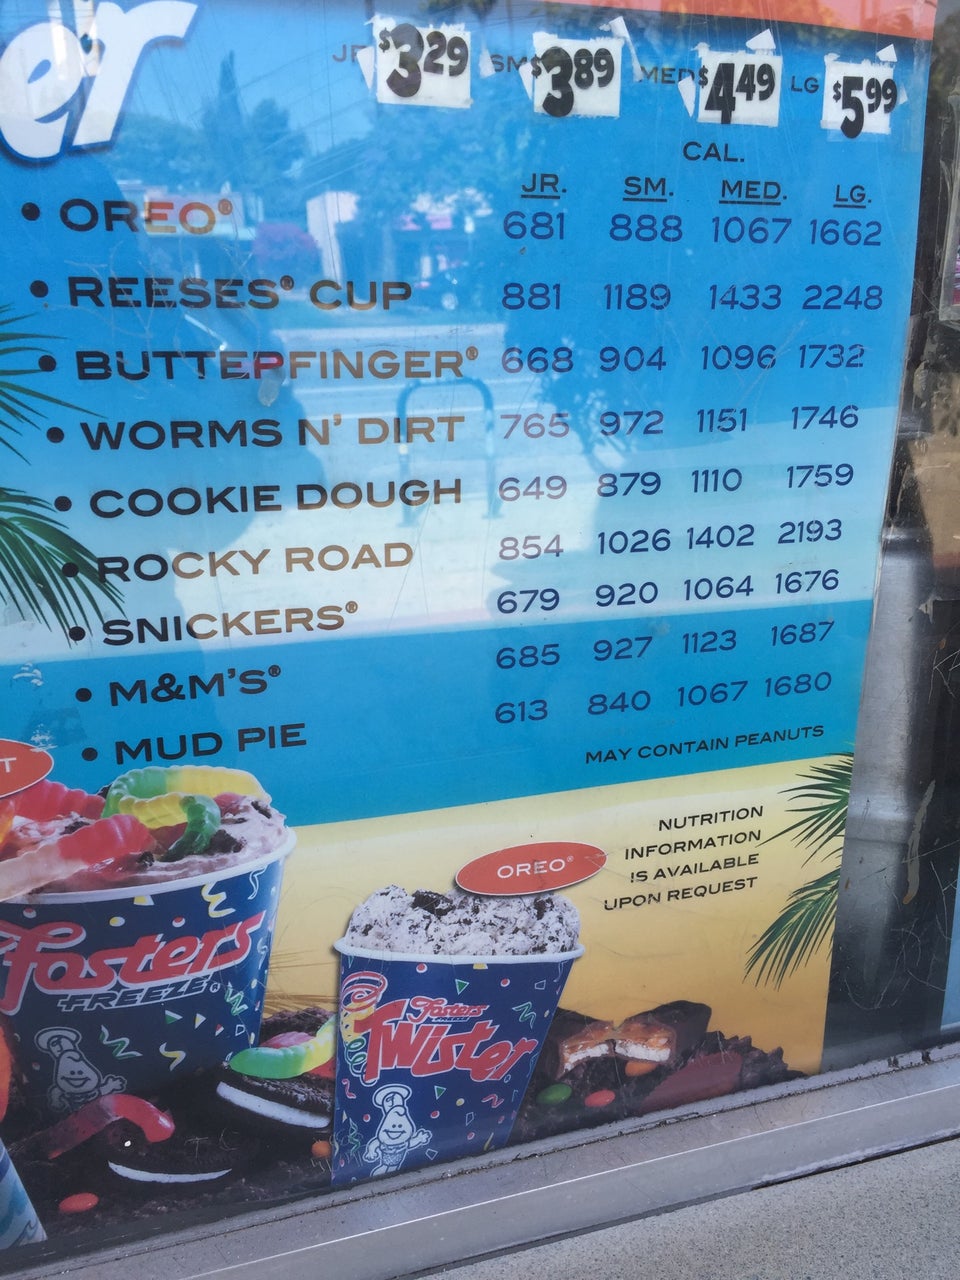 er
JR $3.29 SM $3.89 MED $4.49 LG $5.99
CAL.
JR. SM. MED. LG.
• OREO® 681 888 1067 1662
• REESES® CUP 881 1189 1433 2248
• BUTTERFINGER® 668 904 1096 1732
• WORMS N' DIRT 765 972 1151 1746
• COOKIE DOUGH 649 879 1110 1759
• ROCKY ROAD 854 1026 1402 2193
• SNICKERS® 679 920 1064 1676
• M&M'S® 685 927 1123 1687
• MUD PIE 613 840 1067 1680
MAY CONTAIN PEANUTS
NUTRITION
INFORMATION
IS AVAILABLE
UPON REQUEST
T
OREO®
Fosters
FREEZE®
Fosters
FREEZE
Twister